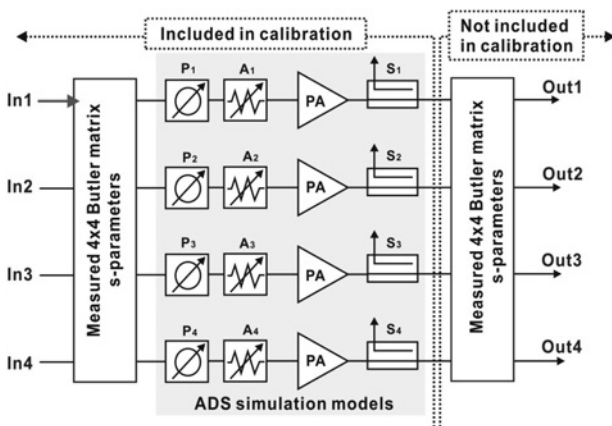 Included in calibration
Not included
in calibration
P1 A1 PA S1
P2 A2 PA S2
P3 A3 PA S3
P4 A4 PA S4
In1
In2
In3
In4
Measured 4x4 Butler matrix
s-parameters
Measured 4x4 Butler matrix
s-parameters
Out1
Out2
Out3
Out4
ADS simulation models